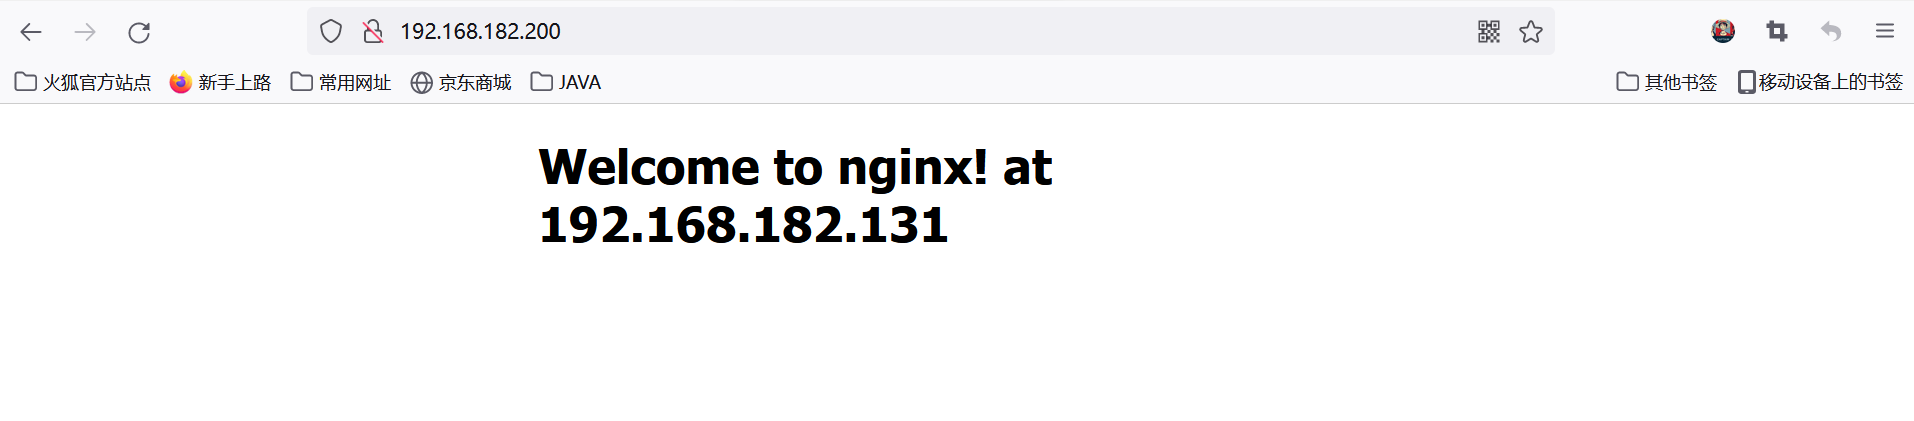 192.168.182.200
火狐官方站点 新手上路 常用网址 京东商城 JAVA 其他书签 移动设备上的书签
Welcome to nginx! at
192.168.182.131